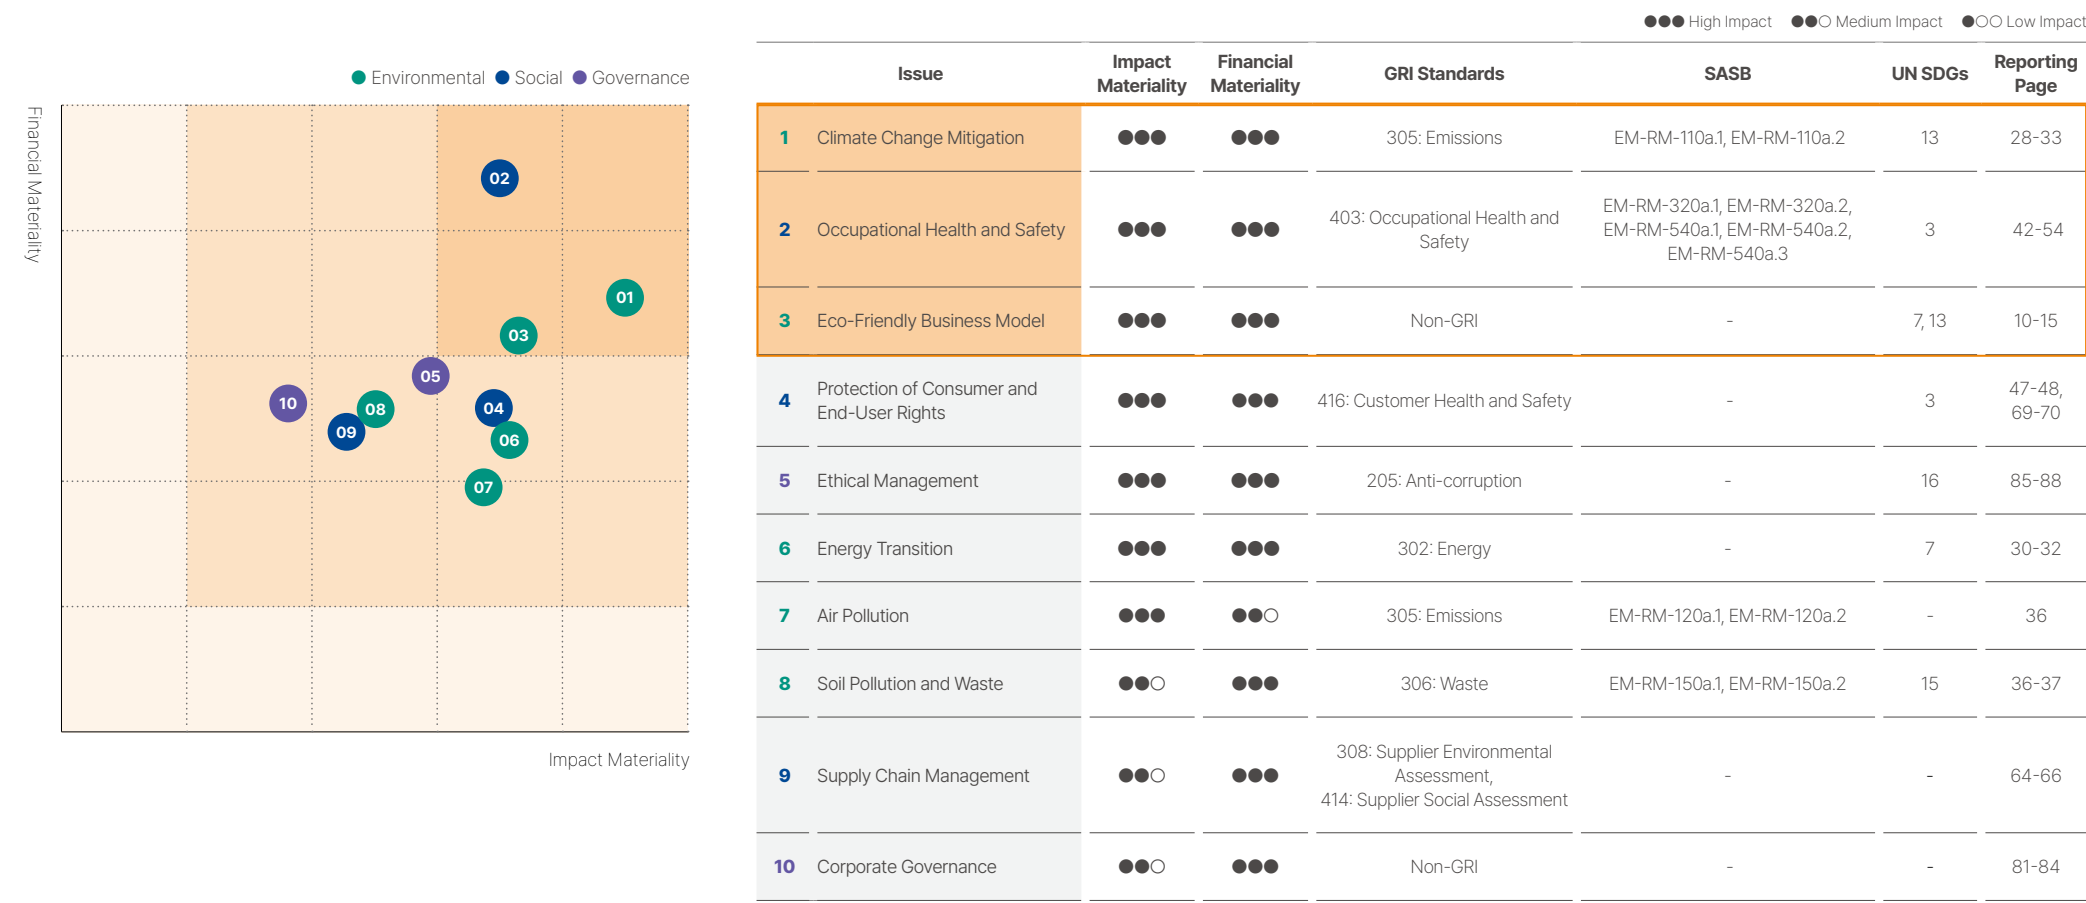 ●●● High Impact ●●○ Medium Impact ●○○ Low Impact
● Environmental ● Social ● Governance
Financial Materiality
02
01
03
05
10
08
04
09
06
07
Impact Materiality
Issue
Impact
Materiality
Financial
Materiality
GRI Standards
SASB
UN SDGs
Reporting
Page
1 Climate Change Mitigation ●●● ●●● 305: Emissions EM-RM-110a.1, EM-RM-110a.2 13 28-33
2 Occupational Health and Safety ●●● ●●●
403: Occupational Health and
Safety
EM-RM-320a.1, EM-RM-320a.2,
EM-RM-540a.1, EM-RM-540a.2,
EM-RM-540a.3
3 42-54
3 Eco-Friendly Business Model ●●● ●●● Non-GRI - 7, 13 10-15
4
Protection of Consumer and
End-User Rights
●●● ●●● 416: Customer Health and Safety - 3
47-48,
69-70
5 Ethical Management ●●● ●●● 205: Anti-corruption - 16 85-88
6 Energy Transition ●●● ●●● 302: Energy - 7 30-32
7 Air Pollution ●●● ●●○ 305: Emissions EM-RM-120a.1, EM-RM-120a.2 - 36
8 Soil Pollution and Waste ●●○ ●●● 306: Waste EM-RM-150a.1, EM-RM-150a.2 15 36-37
9 Supply Chain Management ●●○ ●●●
308: Supplier Environmental
Assessment,
414: Supplier Social Assessment
- - 64-66
10 Corporate Governance ●●○ ●●● Non-GRI - - 81-84